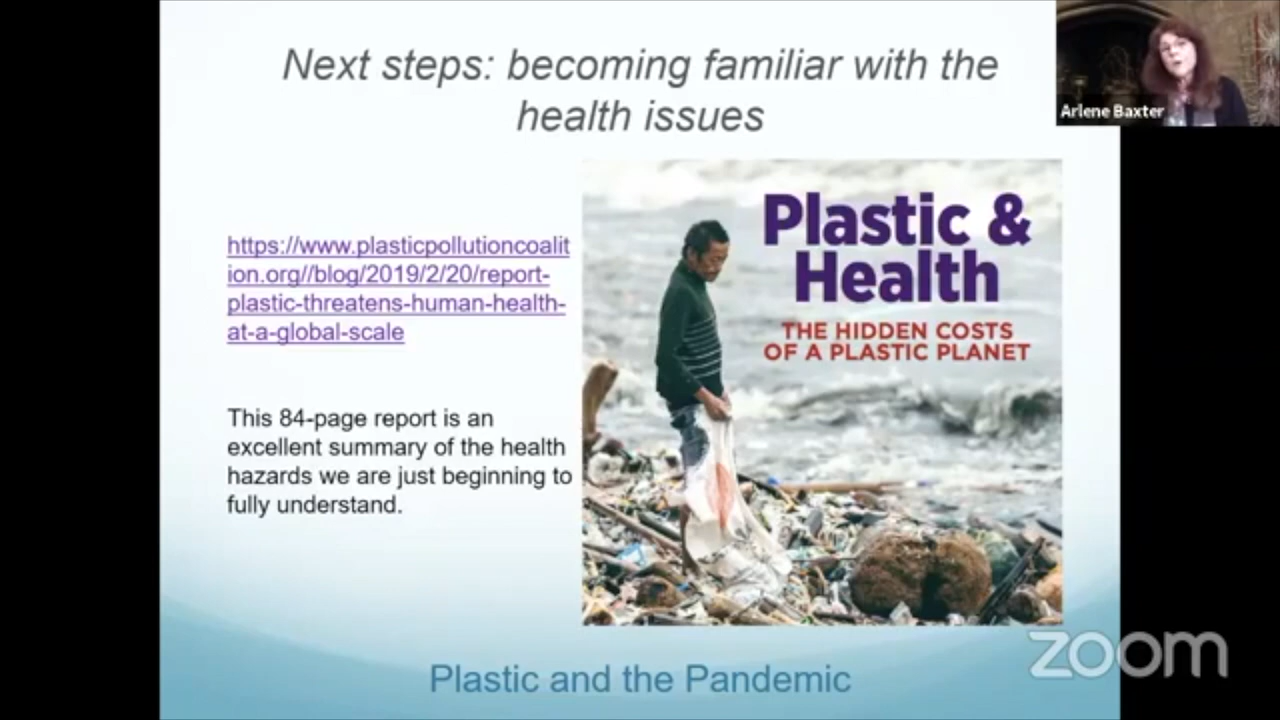 Next steps: becoming familiar with the
health issues
Arlene Baxter
https://www.plasticpollutioncoalit
ion.org//blog/2019/2/20/report-
plastic-threatens-human-health-
at-a-global-scale
This 84-page report is an
excellent summary of the health
hazards we are just beginning to
fully understand.
Plastic &
Health
THE HIDDEN COSTS
OF A PLASTIC PLANET
Plastic and the Pandemic
zoom